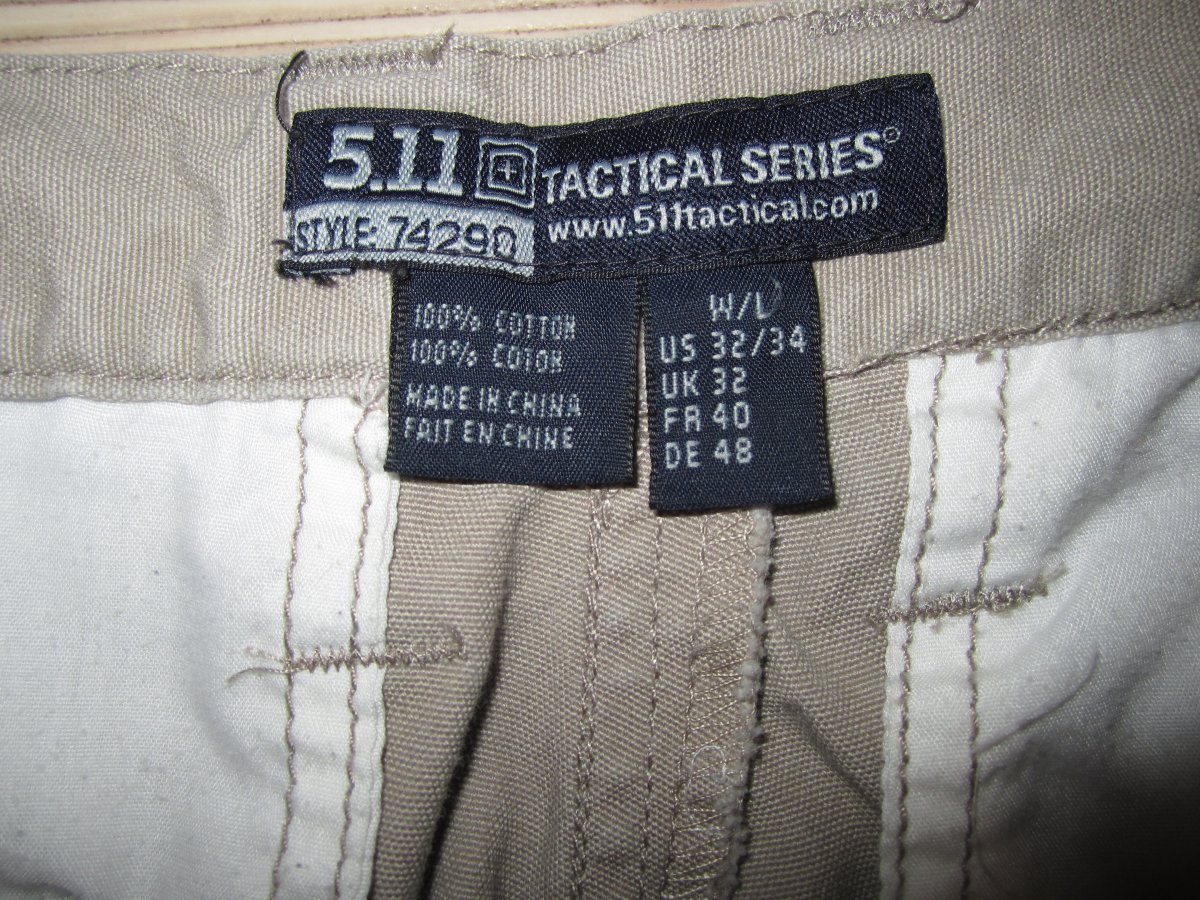 5.11 TACTICAL SERIES®
STYLE: 74290 www.511tactical.com
100% COTTON
100% COTON
MADE IN CHINA
FAIT EN CHINE
W/L
US 32/34
UK 32
FR 40
DE 48